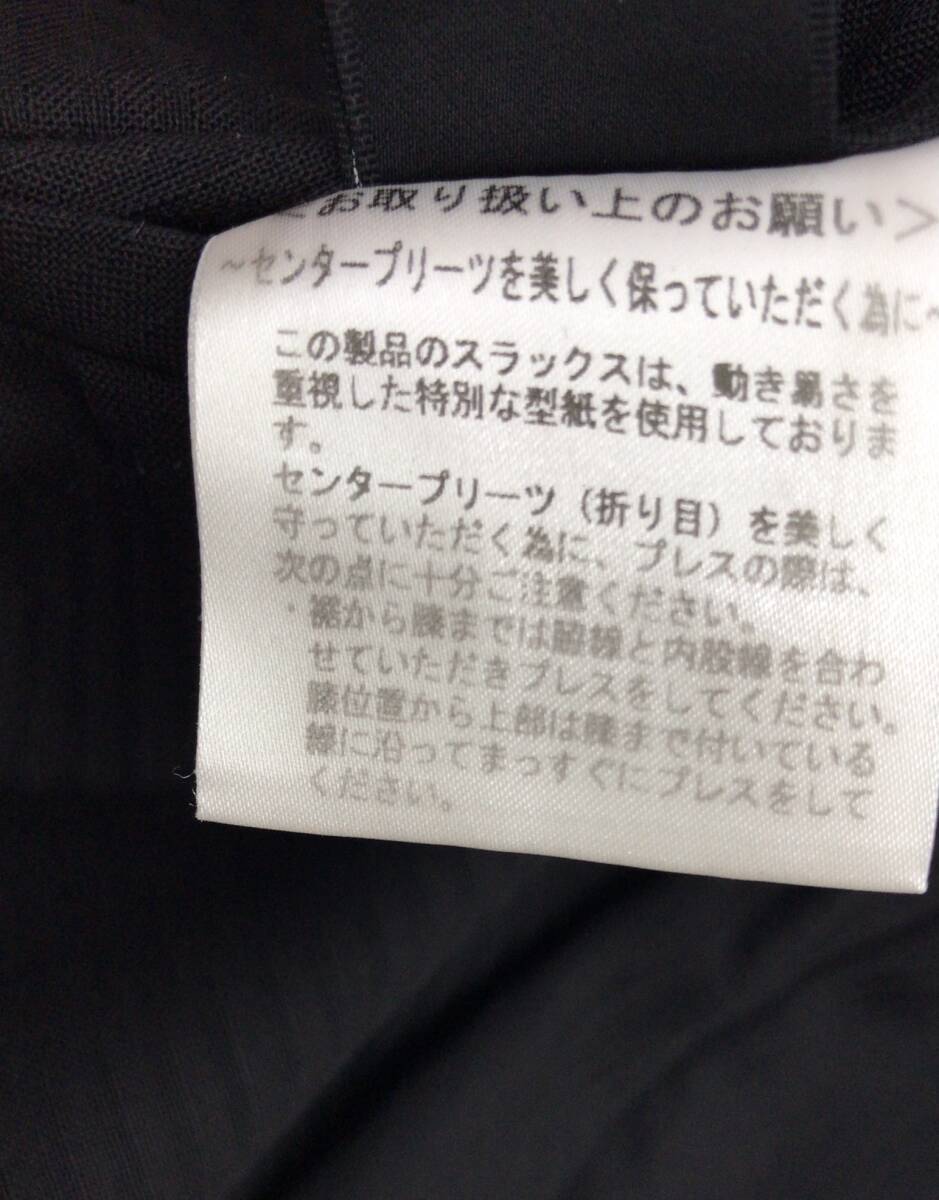 <お取り扱い上のお願い>
~センタープリーツを美しく保っていただく為に~
この製品のスラックスは、動き易さを
重視した特別な型紙を使用しておりま
す。
センタープリーツ(折り目)を美しく
守っていただく為に、プレスの際は、
次の点に十分ご注意ください。
・裾から膝までは脇線と内股線を合わ
せていただきプレスをしてください。
膝位置から上部は膝まで付いている
線に沿ってまっすぐにプレスをして
ください。